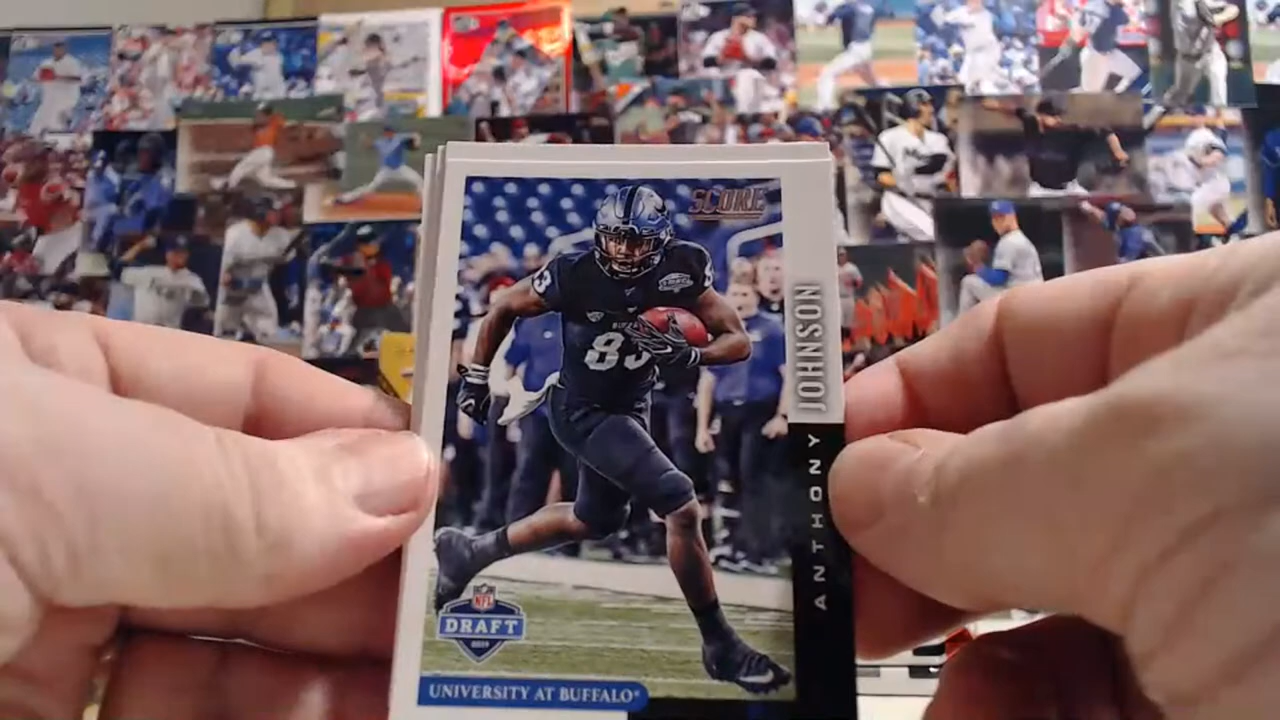 SCORE
JOHNSON
ANTHONY
83
NFL
DRAFT
2019
UNIVERSITY AT BUFFALO®